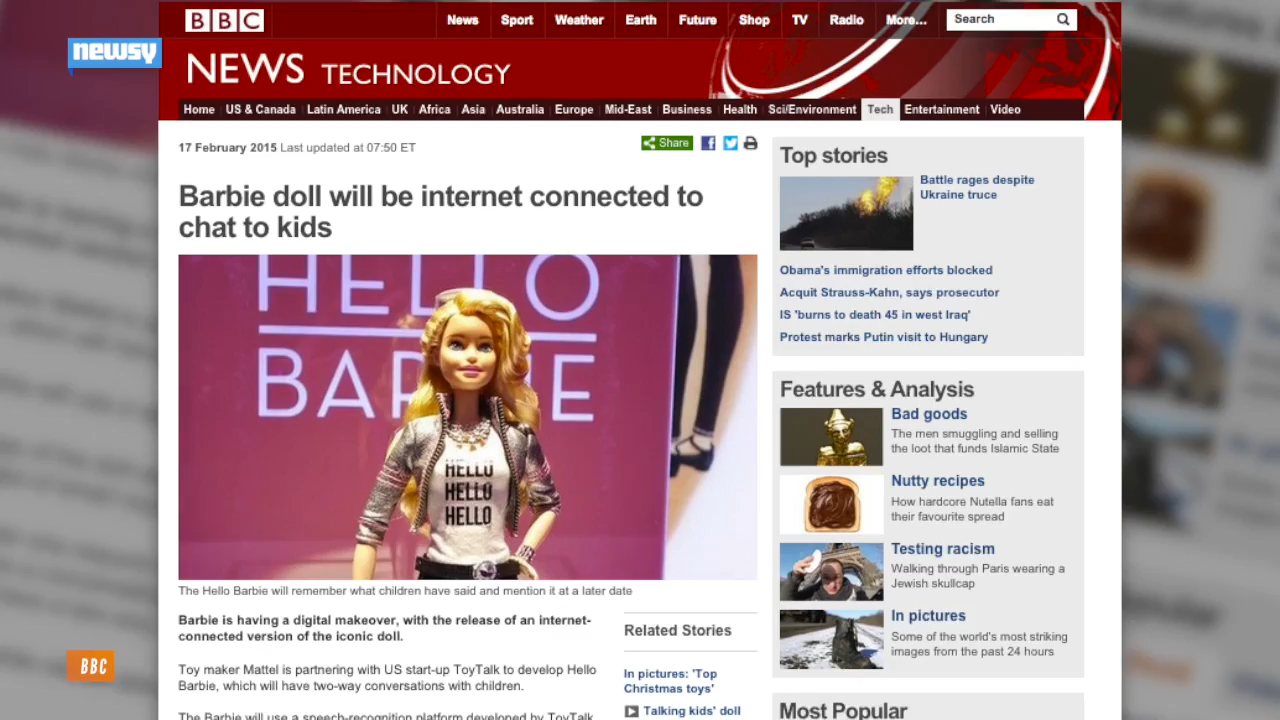 BBC
News Sport Weather Earth Future Shop TV Radio More... Search
newsy
NEWS TECHNOLOGY
Home US & Canada Latin America UK Africa Asia Australia Europe Mid-East Business Health Sci/Environment Tech Entertainment Video
17 February 2015 Last updated at 07:50 ET
Share
Barbie doll will be internet connected to
chat to kids
HELLO
BARBIE
HELLO
HELLO
HELLO
The Hello Barbie will remember what children have said and mention it at a later date
Barbie is having a digital makeover, with the release of an internet-
connected version of the iconic doll.
Toy maker Mattel is partnering with US start-up ToyTalk to develop Hello
Barbie, which will have two-way conversations with children.
The Barbie will use a speech-recognition platform developed by ToyTalk
Related Stories
In pictures: 'Top
Christmas toys'
Talking kids' doll
Top stories
Battle rages despite
Ukraine truce
Obama's immigration efforts blocked
Acquit Strauss-Kahn, says prosecutor
IS 'burns to death 45 in west Iraq'
Protest marks Putin visit to Hungary
Features & Analysis
Bad goods
The men smuggling and selling
the loot that funds Islamic State
Nutty recipes
How hardcore Nutella fans eat
their favourite spread
Testing racism
Walking through Paris wearing a
Jewish skullcap
In pictures
Some of the world's most striking
images from the past 24 hours
Most Popular
BBC